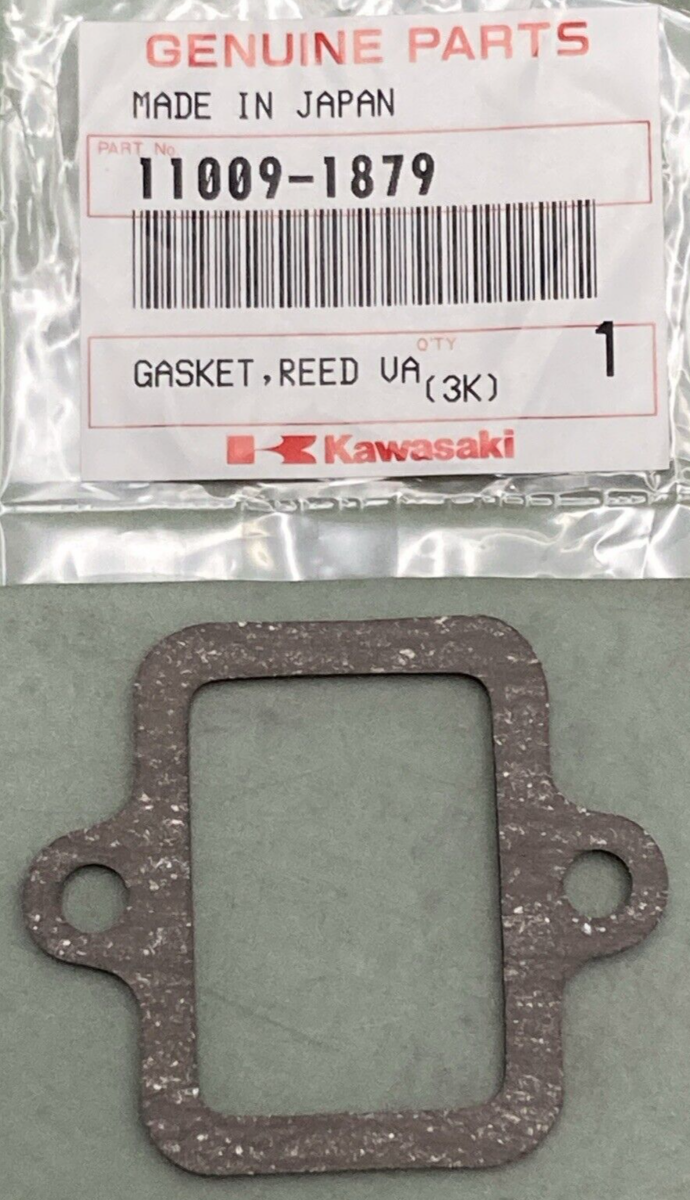 GENUINE PARTS
MADE IN JAPAN
PART No.
11009-1879
Q'TY
GASKET,REED VA(3K) 1
Kawasaki